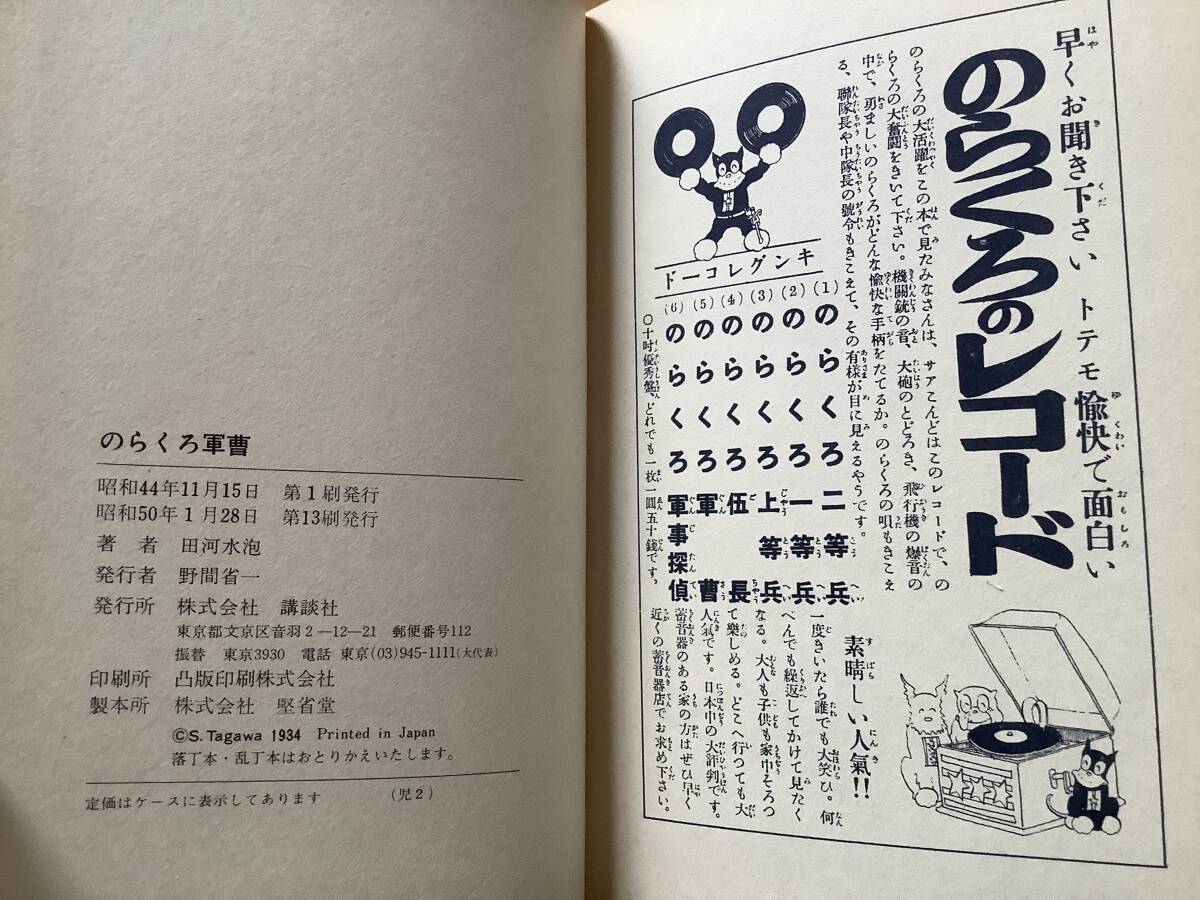 のらくろ軍曹
昭和44年11月15日 第1刷発行
昭和50年1月28日 第13刷発行
著者 田河水泡
発行者 野間省一
発行所 株式会社 講談社
東京都文京区音羽2—12—21 郵便番号112
振替 東京3930 電話 東京(03)945-1111(大代表)
印刷所 凸版印刷株式会社
製本所 株式会社 堅省堂
©S. Tagawa 1934 Printed in Japan
落丁本・乱丁本はおとりかえいたします。
定価はケースに表示してあります (児2)
早くお聞き下さい トテモ愉快で面白い
のらくろのレコード
のらくろの大活躍をこの本で見たみなさんは、サアこんどはこのレコードで、の
らくろの大奮闘をきいて下さい。機關銃の音、大砲のとどろき、飛行機の爆音の
中で、勇ましいのらくろが、どんな愉快な手柄をたてるか。のらくろの唄もきこえ
る、聯隊長や中隊長の號令もきこえて、その有様が目に見えるやうです。
キングレコード
(1)のらくろ二等兵
(2)のらくろ一等兵
(3)のらくろ上等兵
(4)のらくろ伍長
(5)のらくろ軍曹
(6)のらくろ軍事探偵
○十吋優秀盤、どれでも一枚一圓五十錢です。
素晴しい人氣!!
一度きいたら誰でも大笑ひ。何
べんでも繰返してかけて見たく
なる。大人も子供も家中そろつ
て樂しめる。どこへ行つても大
人氣です。日本中の大評判です。
蓄音器のある家の方はぜひ早く
近くの蓄音器店でお求め下さい。